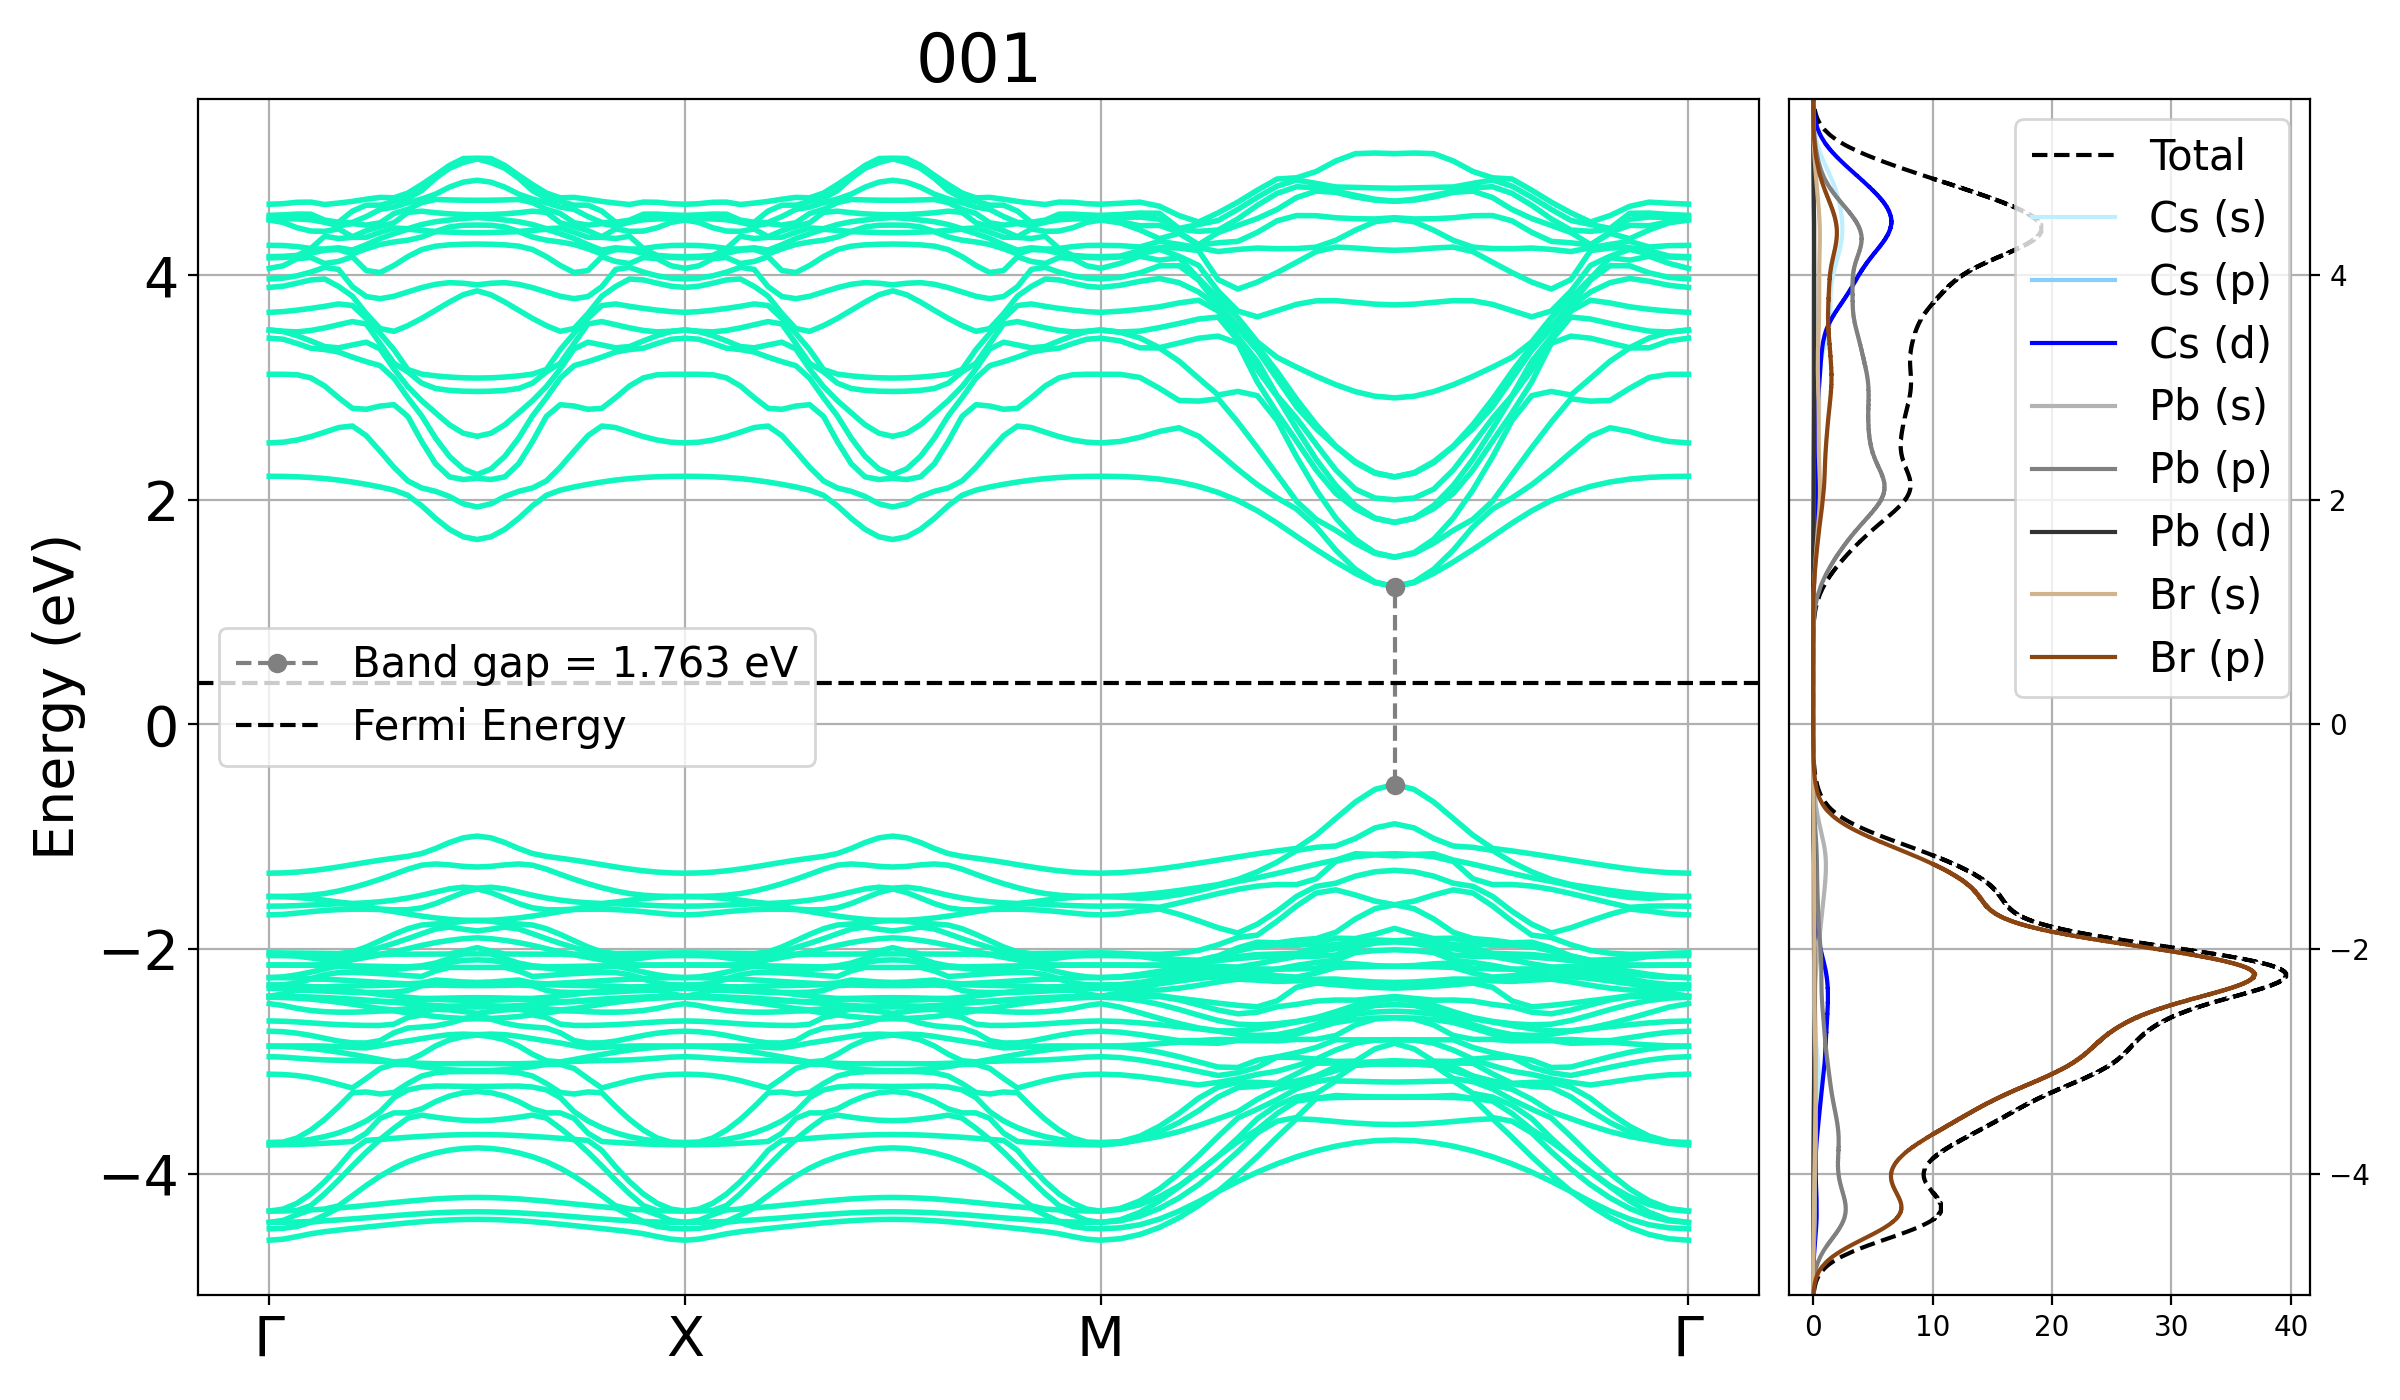 001
Energy (eV)
4
2
0
−2
−4
Band gap = 1.763 eV
Fermi Energy
Γ
X
M
Γ
Total
Cs (s)
Cs (p)
Cs (d)
Pb (s)
Pb (p)
Pb (d)
Br (s)
Br (p)
4
2
0
−2
−4
0
10
20
30
40